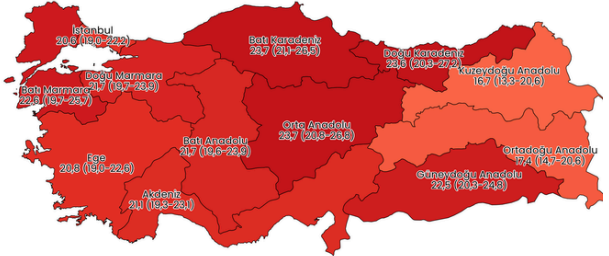 İstanbul
20,6 (19,0-22,2)
Batı Karadeniz
23,7 (21,1-26,5)
Doğu Karadeniz
23,6 (20,3-27,2)
Kuzeydoğu Anadolu
16,7 (13,3-20,6)
Doğu Marmara
21,7 (19,7-23,9)
Batı Marmara
22,6 (19,7-25,7)
Orta Anadolu
23,7 (20,8-26,8)
Batı Anadolu
21,7 (19,6-23,9)
Ortadoğu Anadolu
17,4 (14,7-20,6)
Ege
20,8 (19,0-22,6)
Güneydoğu Anadolu
22,5 (20,3-24,8)
Akdeniz
21,1 (19,3-23,1)